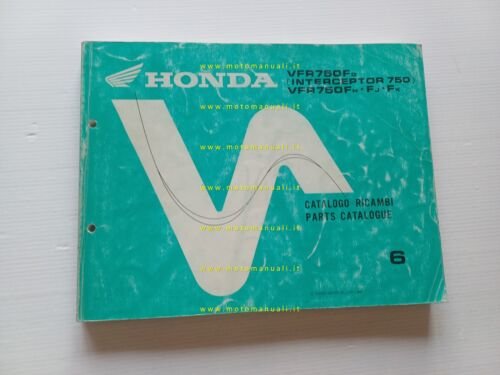 www.motomanuali.it
HONDA
VFR750FG
(INTERCEPTOR 750)
VFR750FH·FJ·FK
www.motomanuali.it
www.motomanuali.it
CATALOGO RICAMBI
PARTS CATALOGUE
www.motomanuali.it
6
www.motomanuali.it
www.motomanuali.it